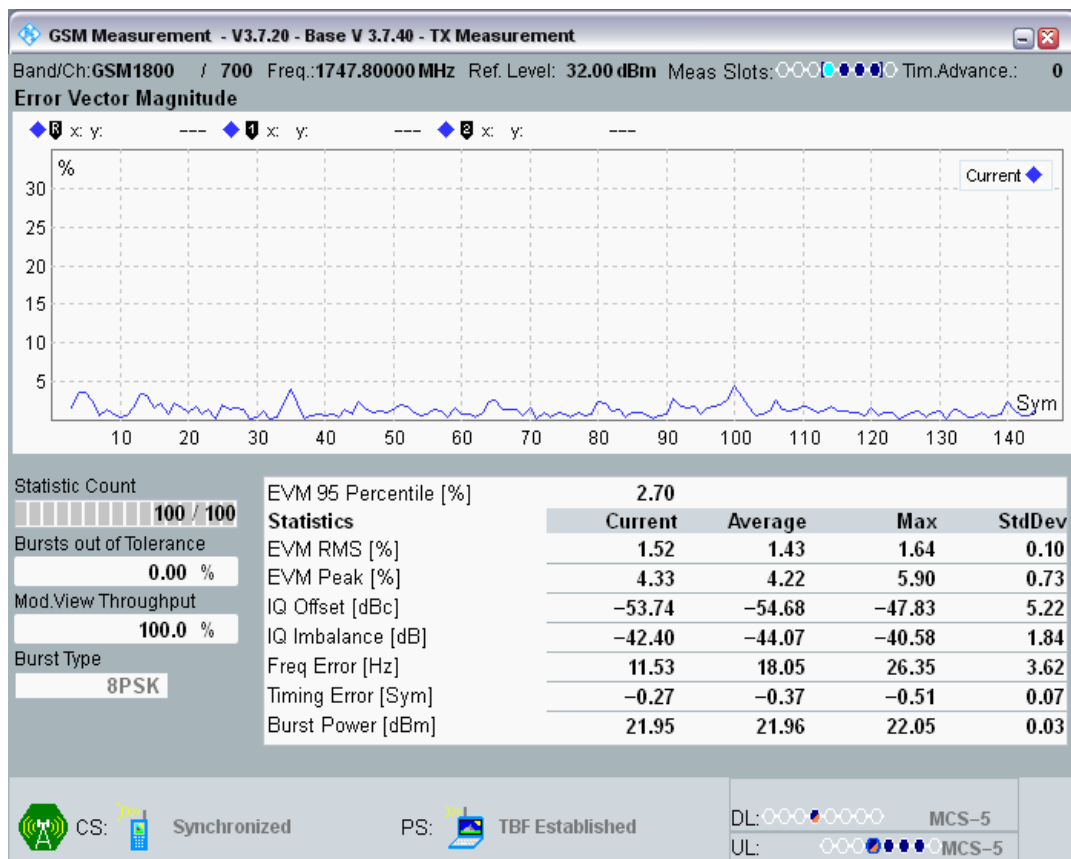 GSM Measurement - V3.7.20 - Base V 3.7.40 - TX Measurement
Band/Ch:GSM1800 / 700 Freq.:1747.80000 MHz Ref. Level: 32.00 dBm Meas Slots: Tim.Advance.: 0
Error Vector Magnitude
R x: y: --- 1 x: y: --- 2 x: y: ---
%
Current
30
25
20
15
10
5
Sym
10 20 30 40 50 60 70 80 90 100 110 120 130 140
Statistic Count
100 / 100
Bursts out of Tolerance
0.00 %
Mod.View Throughput
100.0 %
Burst Type
8PSK
EVM 95 Percentile [%] 2.70
Statistics Current Average Max StdDev
EVM RMS [%] 1.52 1.43 1.64 0.10
EVM Peak [%] 4.33 4.22 5.90 0.73
IQ Offset [dBc] −53.74 −54.68 −47.83 5.22
IQ Imbalance [dB] −42.40 −44.07 −40.58 1.84
Freq Error [Hz] 11.53 18.05 26.35 3.62
Timing Error [Sym] −0.27 −0.37 −0.51 0.07
Burst Power [dBm] 21.95 21.96 22.05 0.03
CS: Synchronized PS: TBF Established
DL: MCS−5
UL: MCS−5